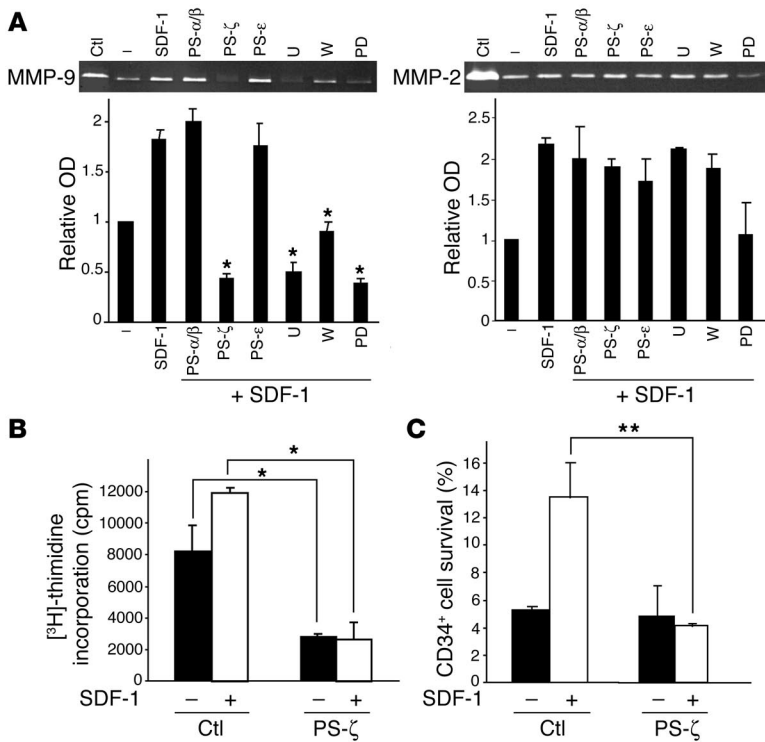 A
Ctl
–
SDF-1
PS-α/β
PS-ζ
PS-ε
U
W
PD
MMP-9
Relative OD
2
1.5
1
0.5
0
*
*
*
*
–
SDF-1
PS-α/β
PS-ζ
PS-ε
U
W
PD
+ SDF-1
Ctl
–
SDF-1
PS-α/β
PS-ζ
PS-ε
U
W
PD
MMP-2
Relative OD
2.5
2
1.5
1
0.5
0
–
SDF-1
PS-α/β
PS-ζ
PS-ε
U
W
PD
+ SDF-1
B
[³H]-thimidine
incorporation (cpm)
12000
10000
8000
6000
4000
2000
0
*
*
SDF-1 – + – +
Ctl PS-ζ
C
CD34⁺ cell survival (%)
16
14
12
10
8
6
4
2
0
**
SDF-1 – + – +
Ctl PS-ζ